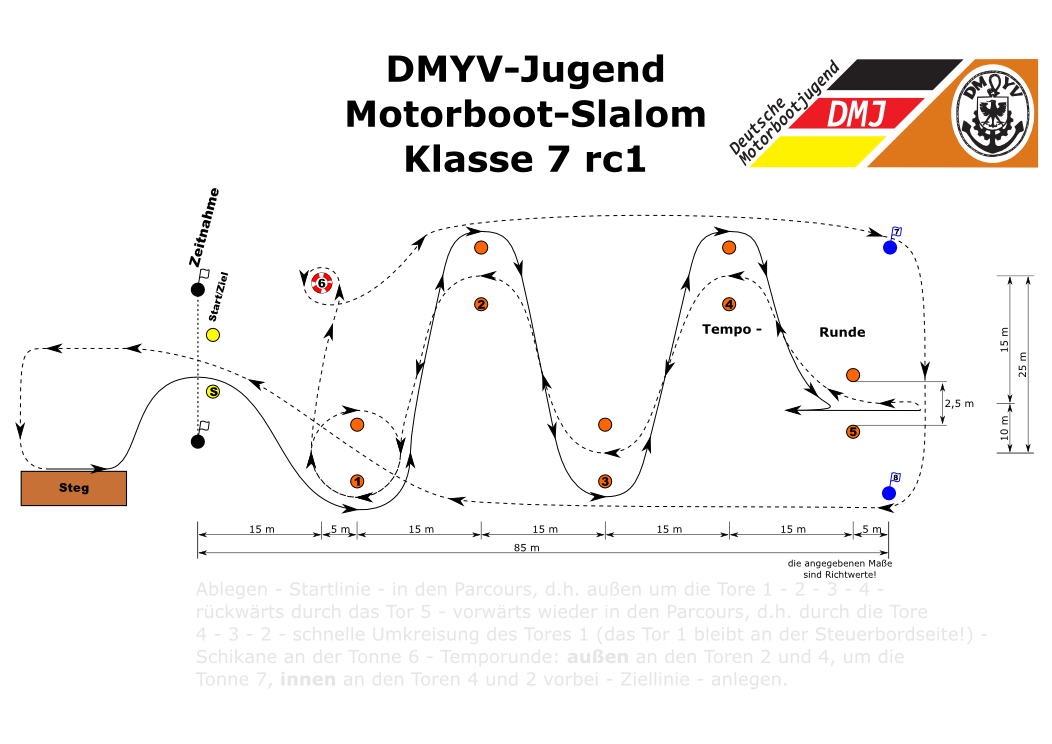 DMYV-Jugend
Motorboot-Slalom
Klasse 7 rc1
Deutsche
Motorbootjugend
DMJ
DMYV
Zeitnahme
Start/Ziel
7
6
2
4
Tempo -
Runde
15 m
25 m
S
2,5 m
10 m
5
1
3
8
Steg
15 m
5 m
15 m
15 m
15 m
15 m
5 m
85 m
die angegebenen Maße
sind Richtwerte!
Ablegen - Startlinie - in den Parcours, d.h. außen um die Tore 1 - 2 - 3 - 4 -
rückwärts durch das Tor 5 - vorwärts wieder in den Parcours, d.h. durch die Tore
4 - 3 - 2 - schnelle Umkreisung des Tores 1 (das Tor 1 bleibt an der Steuerbordseite!) -
Schikane an der Tonne 6 - Temporunde: außen an den Toren 2 und 4, um die
Tonne 7, innen an den Toren 4 und 2 vorbei - Ziellinie - anlegen.